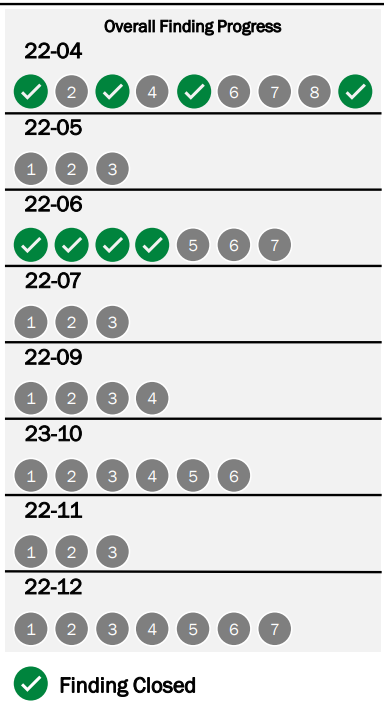 Overall Finding Progress
22-04
2 4 6 7 8
22-05
1 2 3
22-06
5 6 7
22-07
1 2 3
22-09
1 2 3 4
23-10
1 2 3 4 5 6
22-11
1 2 3
22-12
1 2 3 4 5 6 7
Finding Closed